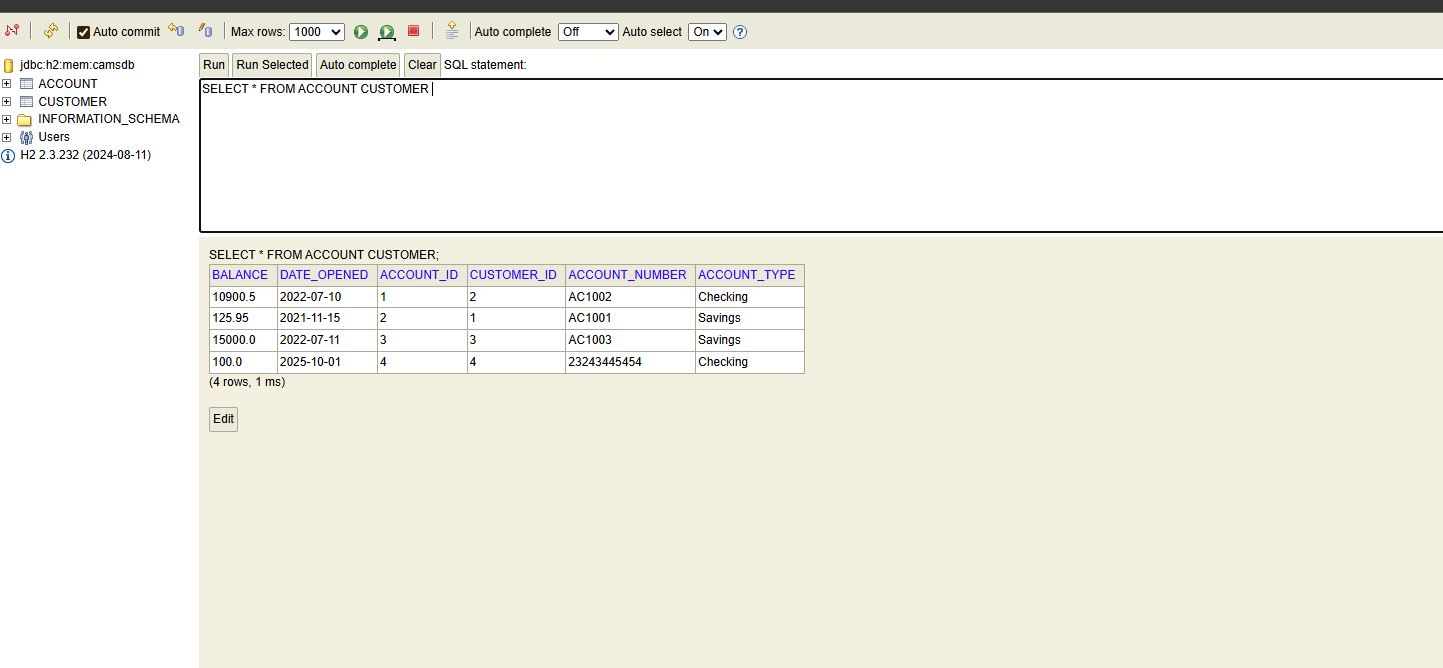 Auto commit Max rows: 1000 Auto complete Off Auto select On ?
jdbc:h2:mem:camsdb
ACCOUNT
CUSTOMER
INFORMATION_SCHEMA
Users
H2 2.3.232 (2024-08-11)
Run Run Selected Auto complete Clear SQL statement:
SELECT * FROM ACCOUNT CUSTOMER
SELECT * FROM ACCOUNT CUSTOMER;
BALANCE DATE_OPENED ACCOUNT_ID CUSTOMER_ID ACCOUNT_NUMBER ACCOUNT_TYPE
10900.5 2022-07-10 1 2 AC1002 Checking
125.95 2021-11-15 2 1 AC1001 Savings
15000.0 2022-07-11 3 3 AC1003 Savings
100.0 2025-10-01 4 4 23243445454 Checking
(4 rows, 1 ms)
Edit